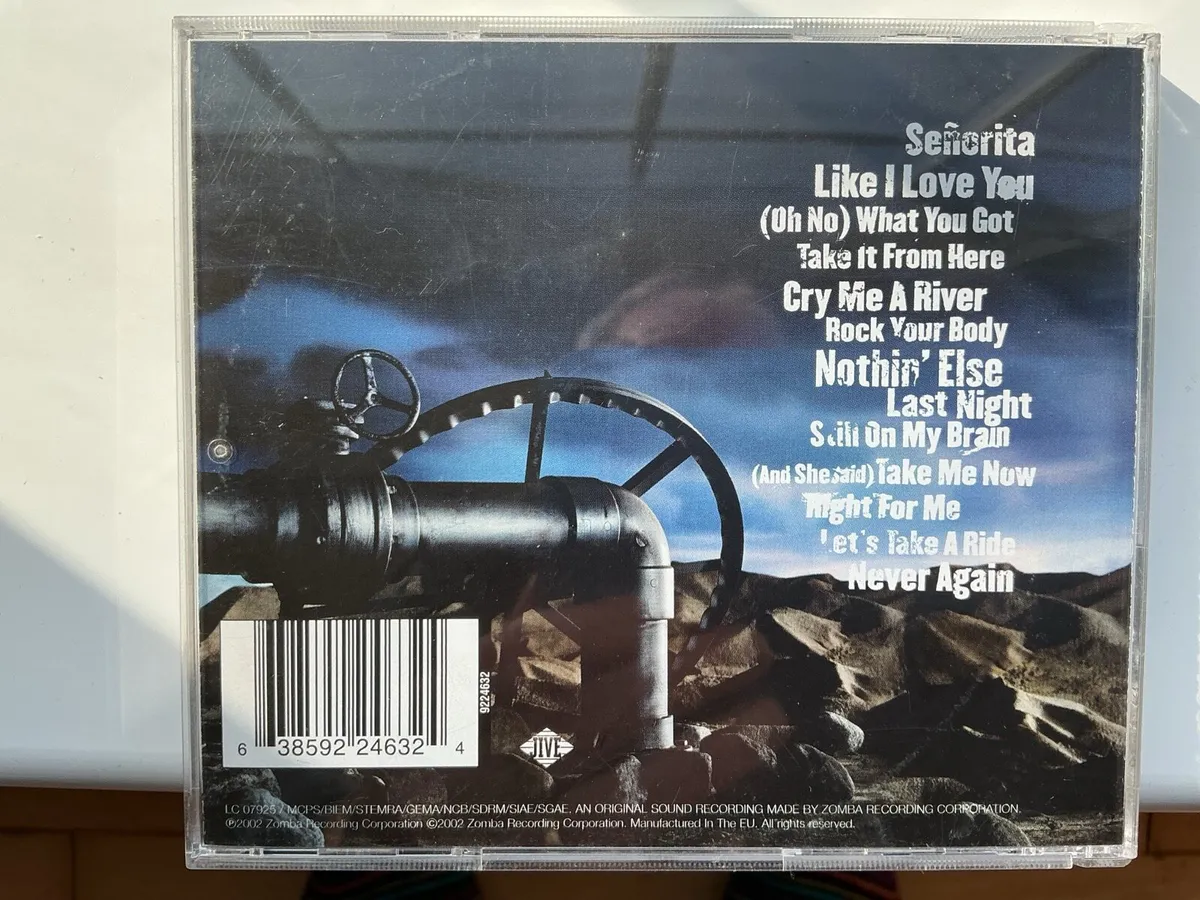 Señorita
Like I Love You
(Oh No) What You Got
Take It From Here
Cry Me A River
Rock Your Body
Nothin' Else
Last Night
Still On My Brain
(And She Said) Take Me Now
Right For Me
Let's Take A Ride
Never Again
9224632
6 38592 24632 4
JIVE
LC 07925 / MCPS/BIEM/STEMRA/GEMA/NCB/SDRM/SIAE/SGAE. AN ORIGINAL SOUND RECORDING MADE BY ZOMBA RECORDING CORPORATION.
℗2002 Zomba Recording Corporation ©2002 Zomba Recording Corporation. Manufactured In The EU. All rights reserved.